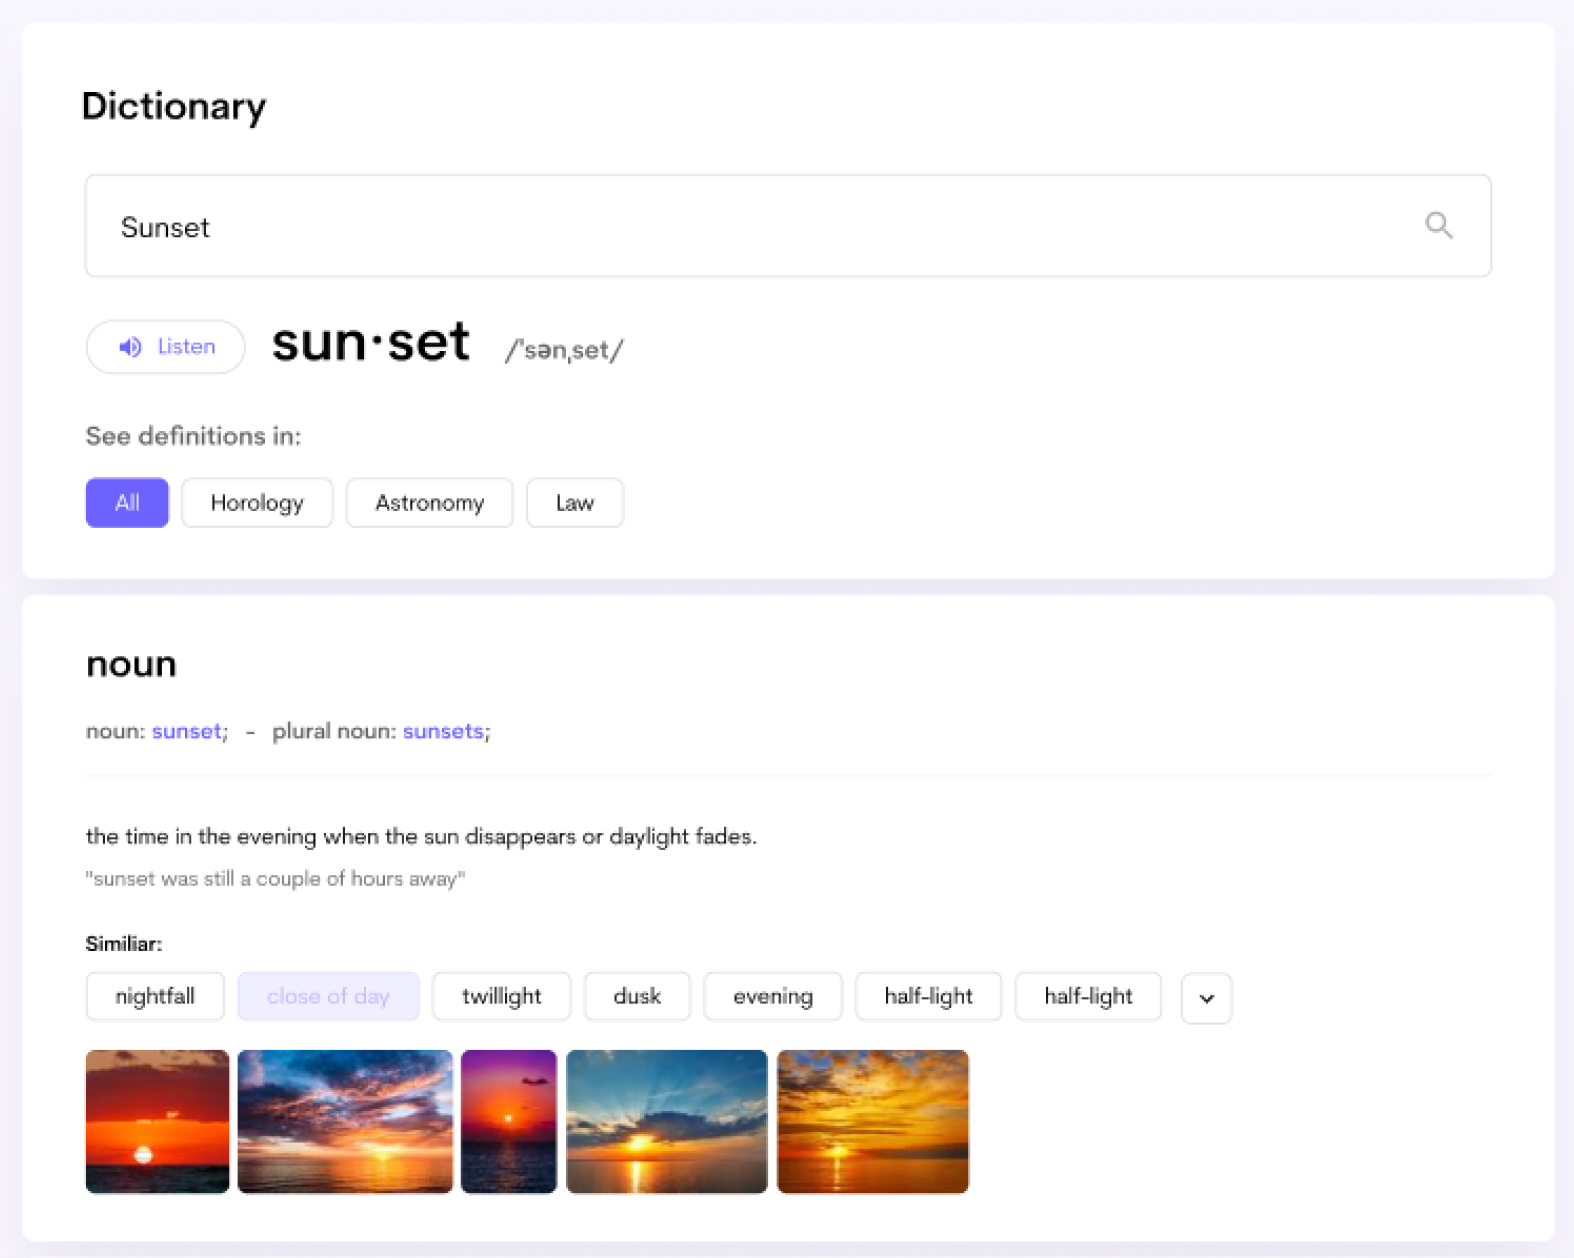 Dictionary
Sunset
Listen sun·set /ˈsənˌset/
See definitions in:
All Horology Astronomy Law
noun
noun: sunset; - plural noun: sunsets;
the time in the evening when the sun disappears or daylight fades.
"sunset was still a couple of hours away"
Similiar:
nightfall close of day twillight dusk evening half-light half-light